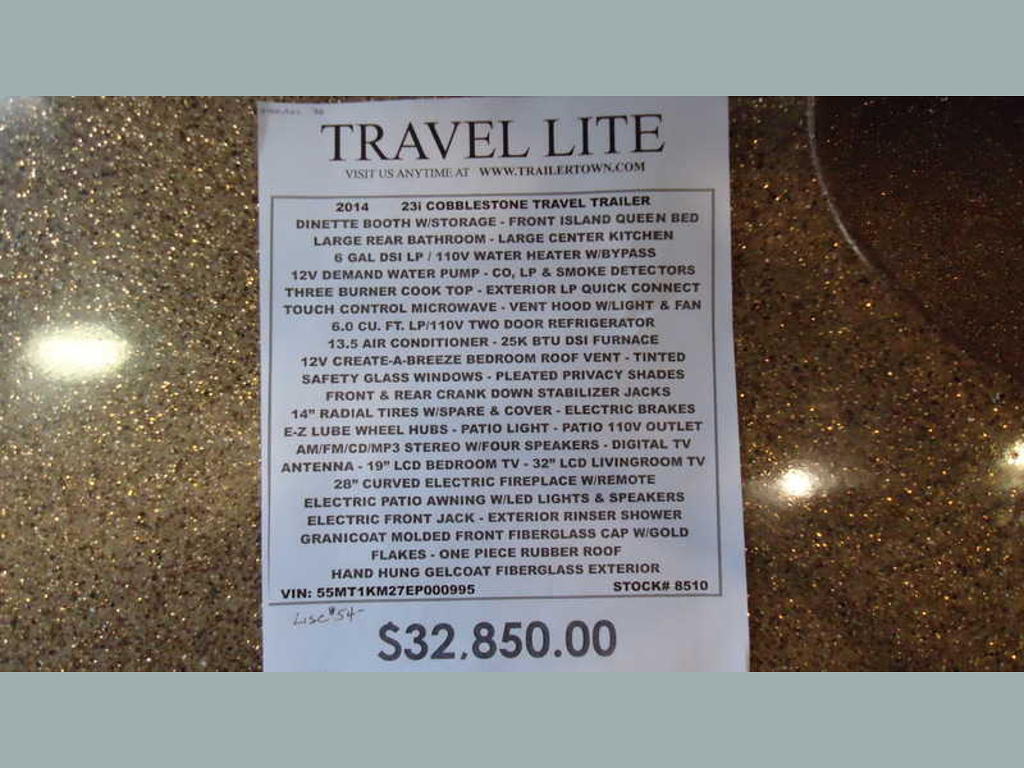 TRAVEL LITE
VISIT US ANYTIME AT WWW.TRAILERTOWN.COM
2014 23i COBBLESTONE TRAVEL TRAILER
DINETTE BOOTH W/STORAGE - FRONT ISLAND QUEEN BED
LARGE REAR BATHROOM - LARGE CENTER KITCHEN
6 GAL DSI LP / 110V WATER HEATER W/BYPASS
12V DEMAND WATER PUMP - CO, LP & SMOKE DETECTORS
THREE BURNER COOK TOP - EXTERIOR LP QUICK CONNECT
TOUCH CONTROL MICROWAVE - VENT HOOD W/LIGHT & FAN
6.0 CU. FT. LP/110V TWO DOOR REFRIGERATOR
13.5 AIR CONDITIONER - 25K BTU DSI FURNACE
12V CREATE-A-BREEZE BEDROOM ROOF VENT - TINTED
SAFETY GLASS WINDOWS - PLEATED PRIVACY SHADES
FRONT & REAR CRANK DOWN STABILIZER JACKS
14” RADIAL TIRES W/SPARE & COVER - ELECTRIC BRAKES
E-Z LUBE WHEEL HUBS - PATIO LIGHT - PATIO 110V OUTLET
AM/FM/CD/MP3 STEREO W/FOUR SPEAKERS - DIGITAL TV
ANTENNA - 19” LCD BEDROOM TV - 32” LCD LIVINGROOM TV
28” CURVED ELECTRIC FIREPLACE W/REMOTE
ELECTRIC PATIO AWNING W/LED LIGHTS & SPEAKERS
ELECTRIC FRONT JACK - EXTERIOR RINSER SHOWER
GRANICOAT MOLDED FRONT FIBERGLASS CAP W/GOLD
FLAKES - ONE PIECE RUBBER ROOF
HAND HUNG GELCOAT FIBERGLASS EXTERIOR
VIN: 55MT1KM27EP000995 STOCK# 8510
$32,850.00